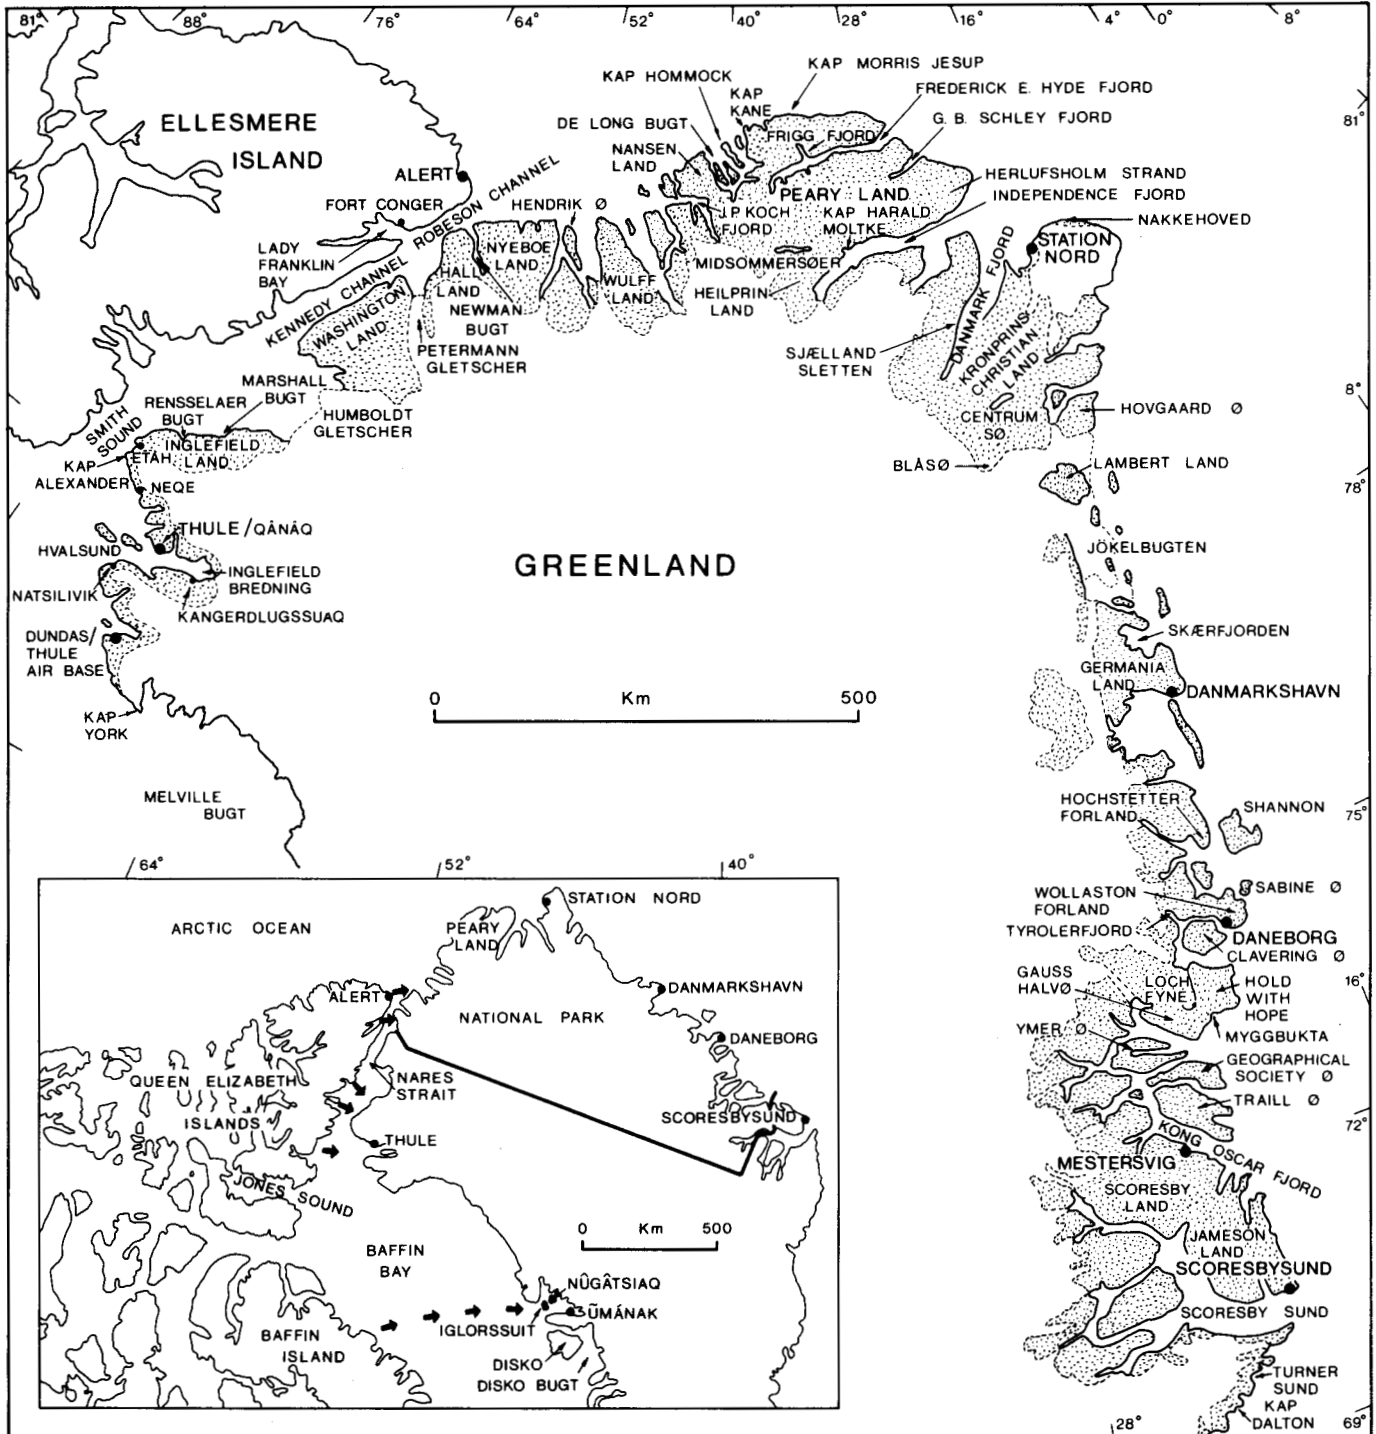 81°
88°
76°
64°
52°
40°
28°
16°
4°
0°
8°
KAP MORRIS JESUP
KAP HOMMOCK
KAP
KANE
FREDERICK E. HYDE FJORD
DE LONG BUGT
FRIGG FJORD
G. B. SCHLEY FJORD
81°
ELLESMERE
ISLAND
NANSEN
LAND
ALERT
PEARY LAND
HERLUFSHOLM STRAND
INDEPENDENCE FJORD
FORT CONGER
ROBESON CHANNEL
HENDRIK Ø
J.P. KOCH
FJORD
KAP HARALD
MOLTKE
NAKKEHOVED
LADY
FRANKLIN
BAY
NYEBOE
LAND
STATION
NORD
KENNEDY CHANNEL
HALL
LAND
MIDSOMMERSØER
WULFF
LAND
HEILPRIN
LAND
DANMARK FJORD
WASHINGTON
LAND
NEWMAN
BUGT
PETERMANN
GLETSCHER
SJÆLLAND
SLETTEN
KRONPRINS
CHRISTIAN
LAND
MARSHALL
BUGT
RENSSELAER
BUGT
HUMBOLDT
GLETSCHER
8°
CENTRUM
SØ
HOVGAARD Ø
SMITH
SOUND
INGLEFIELD
LAND
ETAH
KAP
ALEXANDER
BLÅSØ
LAMBERT LAND
NEQE
78°
THULE/QÂNÂQ
HVALSUND
JÖKELBUGTEN
GREENLAND
INGLEFIELD
BREDNING
NATSILIVIK
KANGERDLUGSSUAQ
DUNDAS/
THULE
AIR BASE
SKÆRFJORDEN
GERMANIA
LAND
DANMARKSHAVN
0
Km
500
KAP
YORK
MELVILLE
BUGT
HOCHSTETTER
FORLAND
SHANNON
75°
64°
52°
40°
WOLLASTON
FORLAND
SABINE Ø
TYROLERFJORD
DANEBORG
CLAVERING Ø
GAUSS
HALVØ
LOCH
FYNE
HOLD
WITH
HOPE
16°
YMER Ø
MYGGBUKTA
GEOGRAPHICAL
SOCIETY Ø
TRAILL Ø
72°
KONG OSCAR FJORD
MESTERSVIG
SCORESBY
LAND
JAMESON
LAND
SCORESBYSUND
SCORESBY SUND
TURNER
SUND
KAP
DALTON
28°
69°
ARCTIC OCEAN
STATION NORD
PEARY
LAND
ALERT
DANMARKSHAVN
NATIONAL PARK
DANEBORG
QUEEN ELIZABETH
ISLANDS
NARES
STRAIT
SCORESBYSUND
THULE
JONES SOUND
0
Km
500
BAFFIN
BAY
NÛGÂTSIAQ
IGLORSSUIT
BAFFIN
ISLAND
DISKO
DISKO BUGT